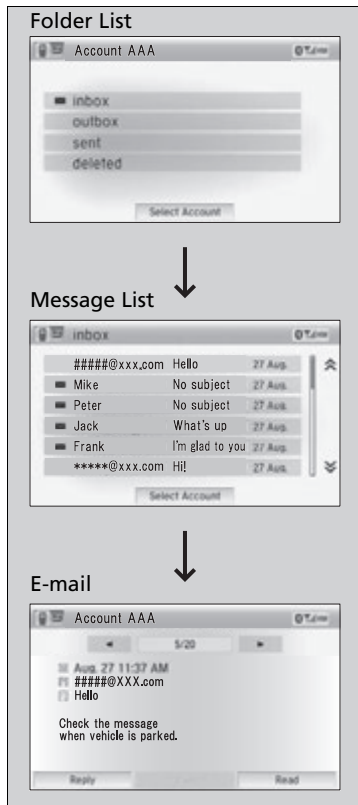 Folder List
Account AAA
inbox
outbox
sent
deleted
Select Account
Message List
inbox
#####@xxx.com Hello 27 Aug.
Mike No subject 27 Aug.
Peter No subject 27 Aug.
Jack What's up 27 Aug.
Frank I'm glad to you 27 Aug.
*****@xxx.com Hi! 27 Aug.
Select Account
E-mail
Account AAA
5/20
Aug. 27 11:37 AM
#####@XXX.com
Hello
Check the message
when vehicle is parked.
Reply Read